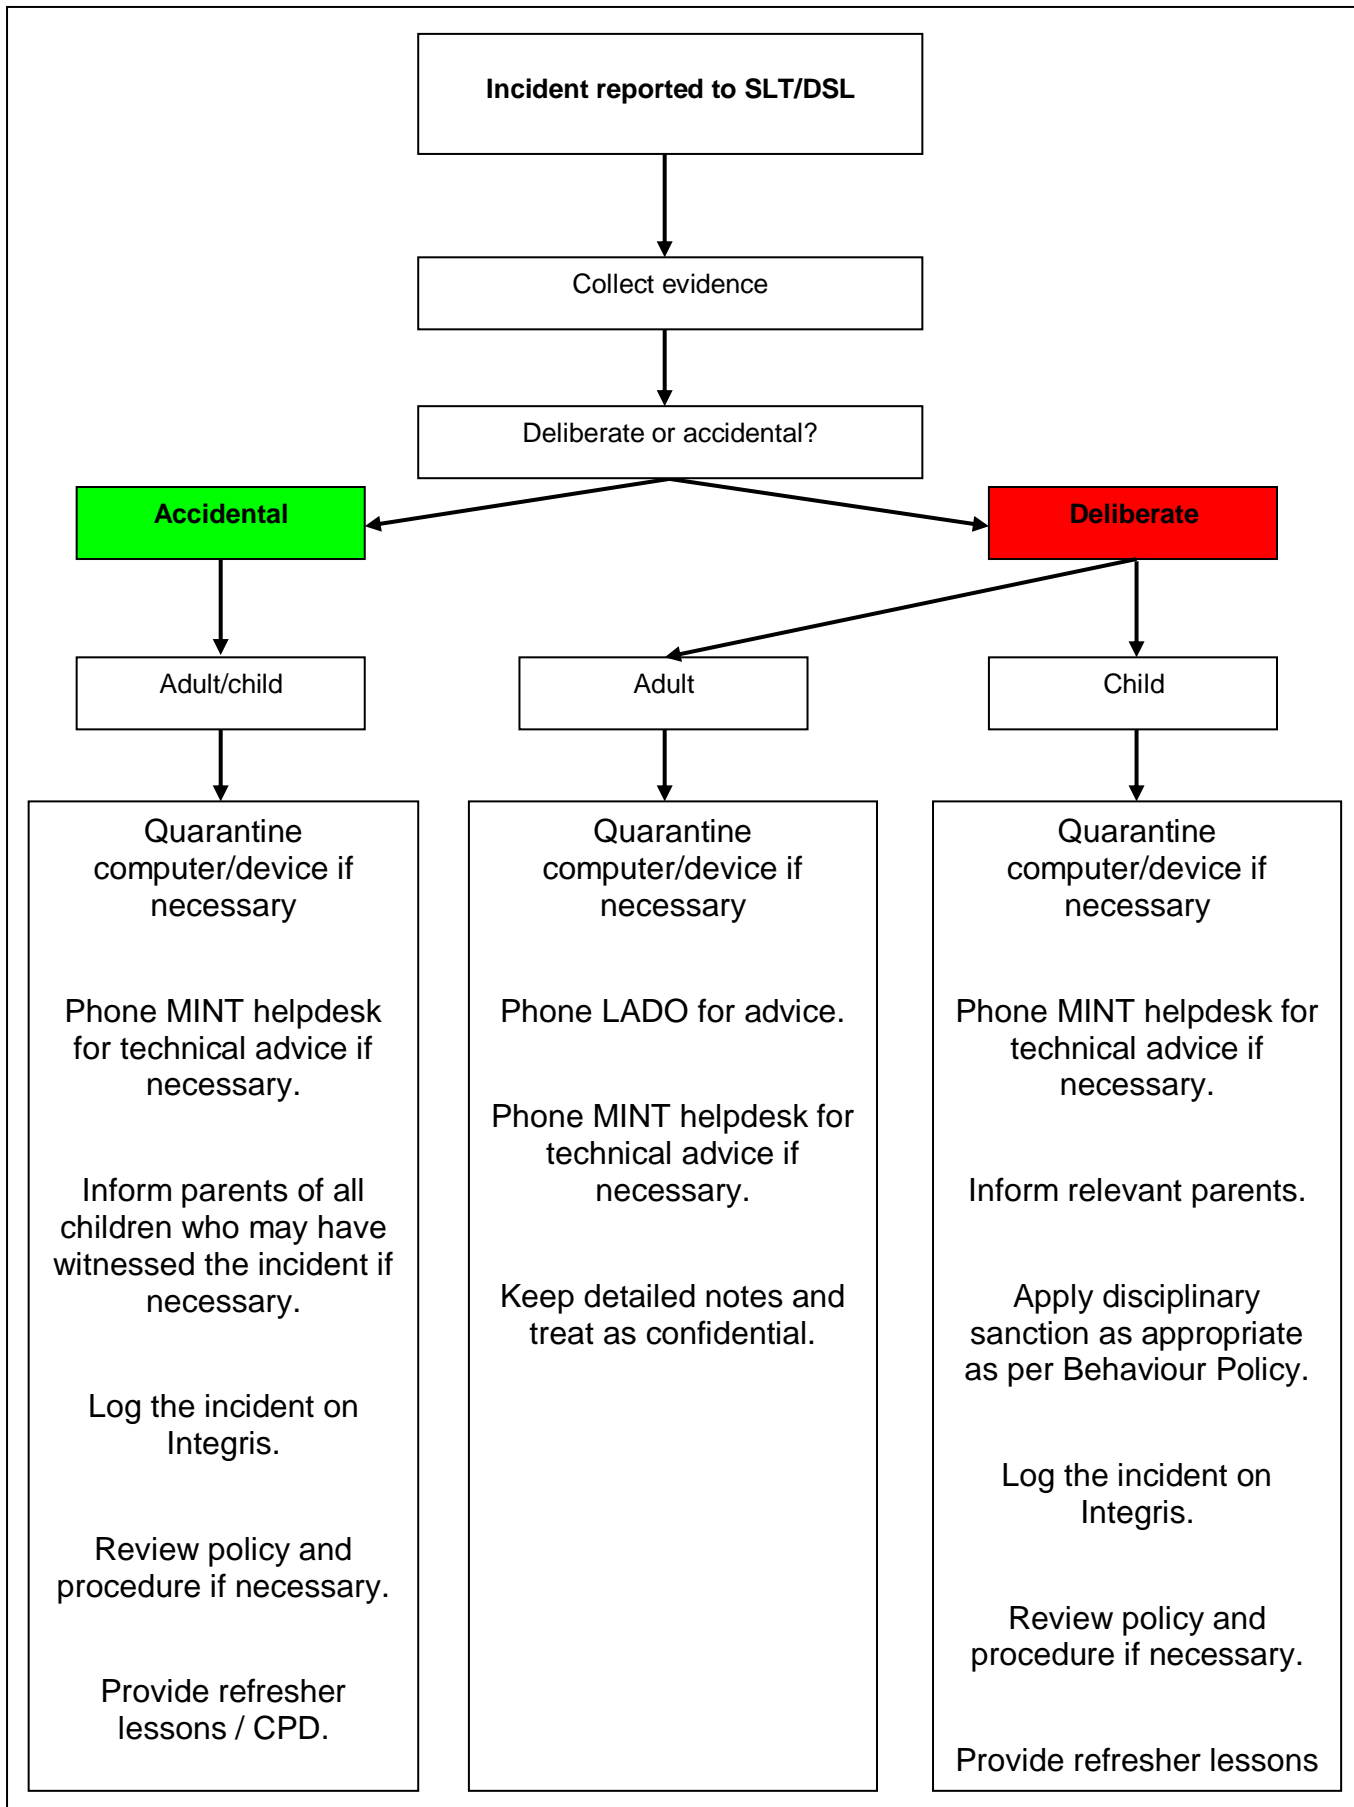 Incident reported to SLT/DSL
Collect evidence
Deliberate or accidental?
Accidental
Deliberate
Adult/child
Adult
Child
Quarantine
computer/device if
necessary
Phone MINT helpdesk
for technical advice if
necessary.
Inform parents of all
children who may have
witnessed the incident if
necessary.
Log the incident on
Integris.
Review policy and
procedure if necessary.
Provide refresher
lessons / CPD.
Quarantine
computer/device if
necessary
Phone LADO for advice.
Phone MINT helpdesk for
technical advice if
necessary.
Keep detailed notes and
treat as confidential.
Quarantine
computer/device if
necessary
Phone MINT helpdesk for
technical advice if
necessary.
Inform relevant parents.
Apply disciplinary
sanction as appropriate
as per Behaviour Policy.
Log the incident on
Integris.
Review policy and
procedure if necessary.
Provide refresher lessons